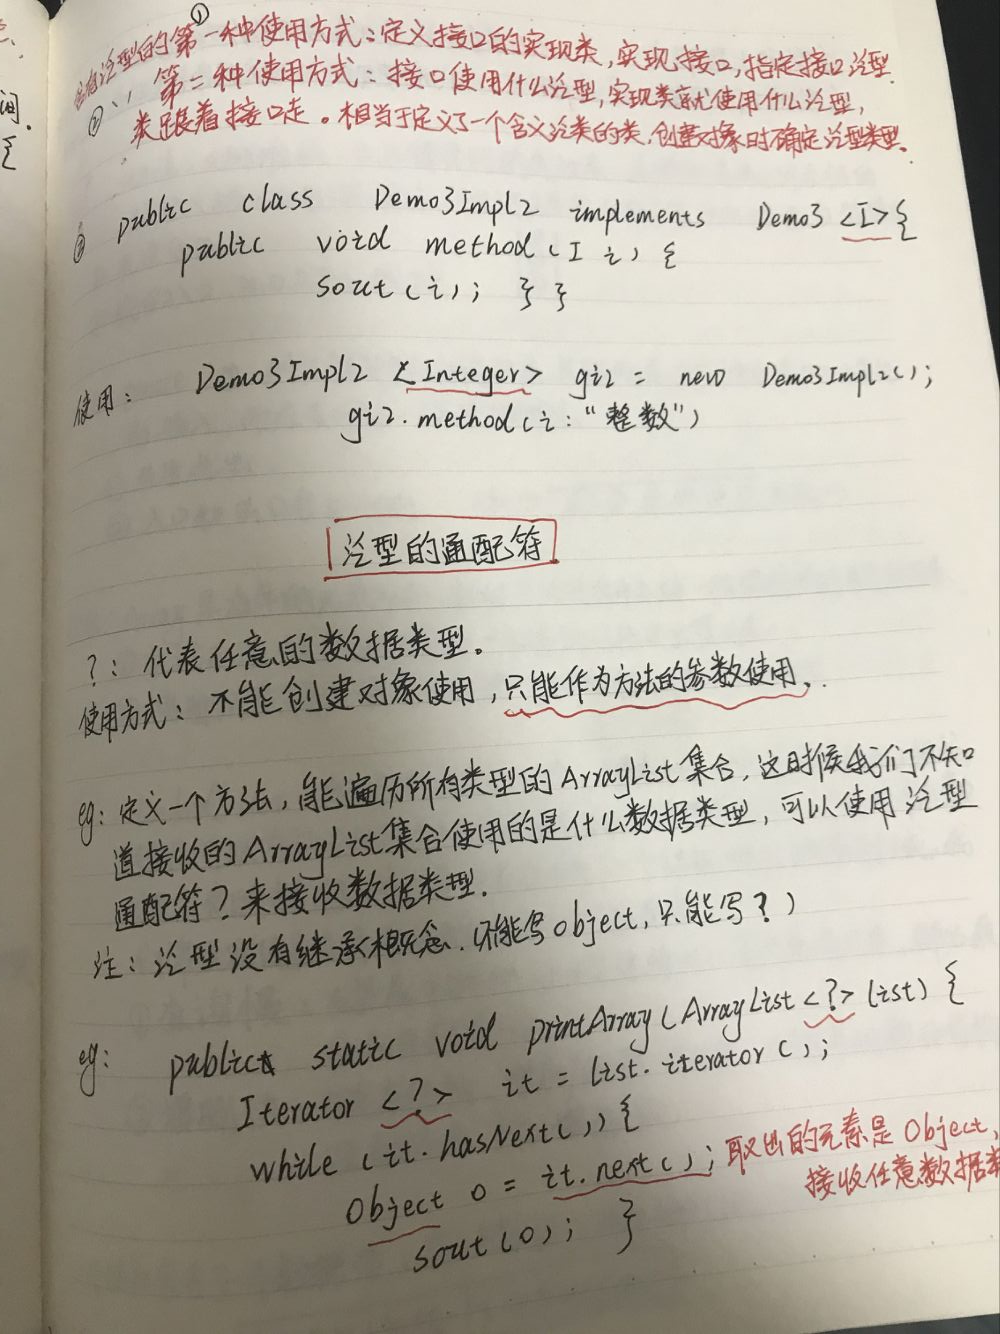 ① 泛型的第一种使用方式：定义接口的实现类，实现接口，指定接口泛型.
② 第二种使用方式：接口使用什么泛型，实现类就使用什么泛型，
类跟着接口走。相当于定义了一个含义泛类的类，创建对象时确定泛型类型。
③ public class Demo3Impl2 implements Demo3 <I>{
public void method(I i) {
sout(i); } }
使用： Demo3Impl2 <Integer> gi2 = new Demo3Impl2();
gi2.method(i:"整数")
泛型的通配符
?：代表任意的数据类型。
使用方式：不能创建对象使用，只能作为方法的参数使用.
eg: 定义一个方法，能遍历所有类型的ArrayList集合，这时候我们不知
道接收的ArrayList集合使用的是什么数据类型，可以使用泛型
通配符?来接收数据类型.
注：泛型没有继承概念.(不能写object，只能写?)
eg: public static void printArray(ArrayList<?> list) {
Iterator <?> it = list.iterator();
while (it.hasNext()) {
Object o = it.next(); 取出的元素是Object,
接收任意数据
sout(o); }